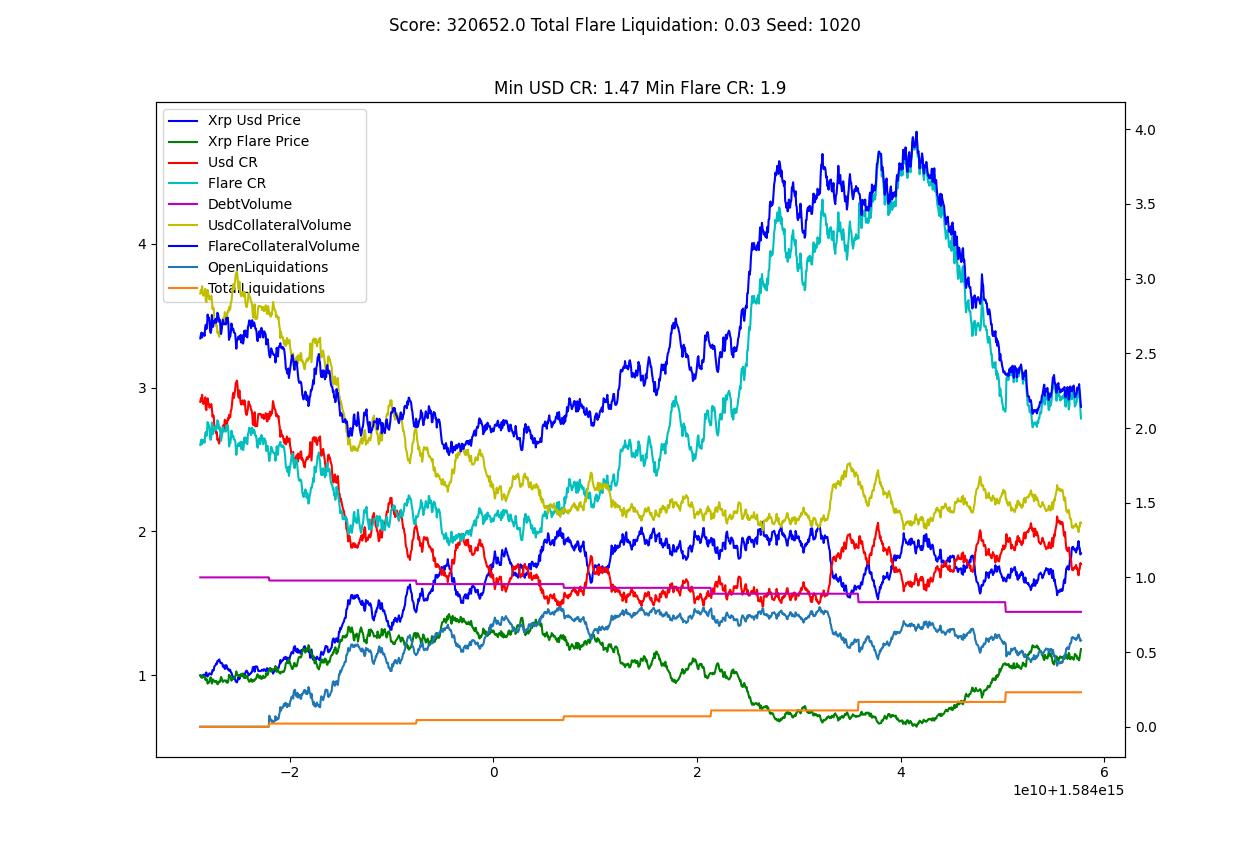 Score: 320652.0 Total Flare Liquidation: 0.03 Seed: 1020
Min USD CR: 1.47 Min Flare CR: 1.9
Xrp Usd Price
Xrp Flare Price
Usd CR
Flare CR
DebtVolume
UsdCollateralVolume
FlareCollateralVolume
OpenLiquidations
TotalLiquidations
4
3
2
1
4.0
3.5
3.0
2.5
2.0
1.5
1.0
0.5
0.0
−2
0
2
4
6
1e10+1.584e15